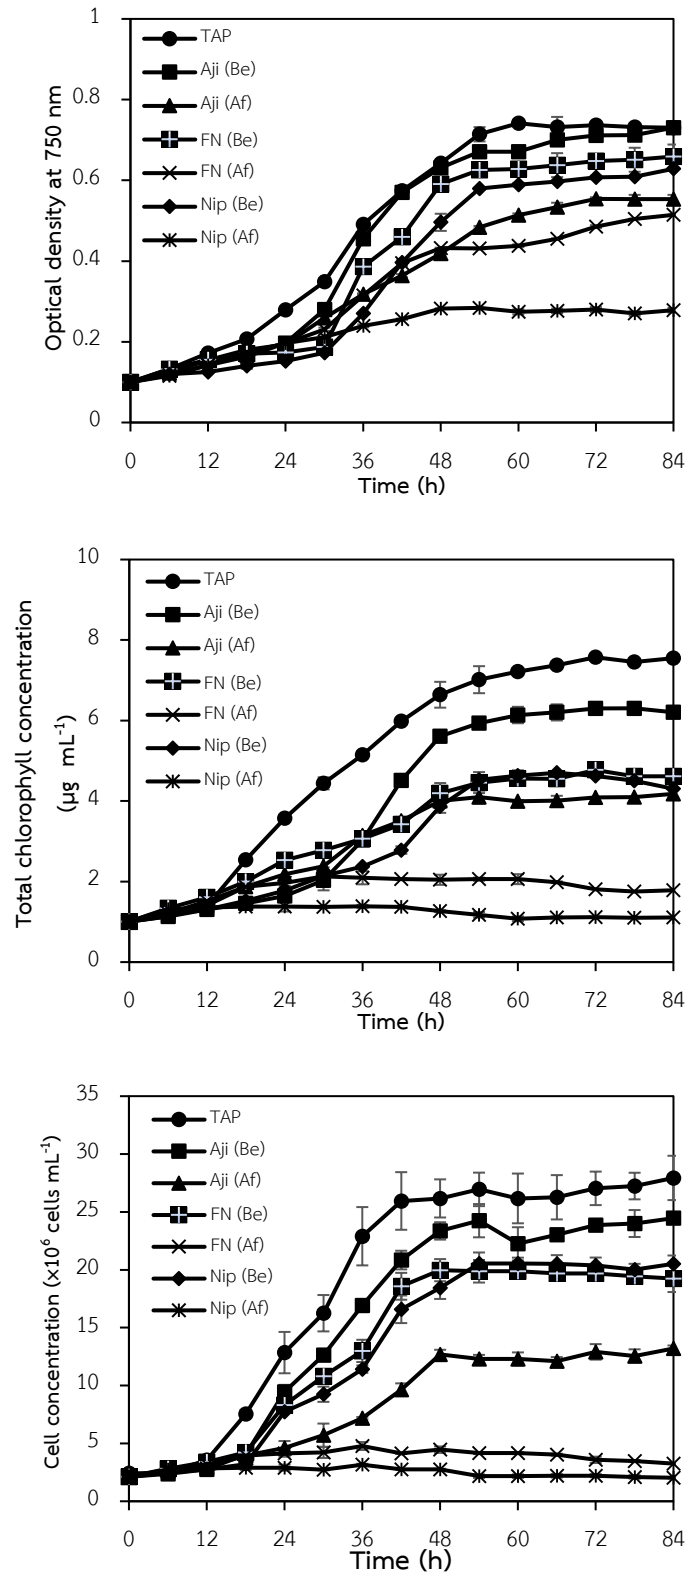 1
0.8
0.6
0.4
0.2
0
Optical density at 750 nm
TAP
Aji (Be)
Aji (Af)
FN (Be)
FN (Af)
Nip (Be)
Nip (Af)
0 12 24 36 48 60 72 84
Time (h)
10
8
6
4
2
0
Total chlorophyll concentration
(µg mL⁻¹)
TAP
Aji (Be)
Aji (Af)
FN (Be)
FN (Af)
Nip (Be)
Nip (Af)
0 12 24 36 48 60 72 84
Time (h)
35
30
25
20
15
10
5
0
Cell concentration (×10⁶ cells mL⁻¹)
TAP
Aji (Be)
Aji (Af)
FN (Be)
FN (Af)
Nip (Be)
Nip (Af)
0 12 24 36 48 60 72 84
Time (h)